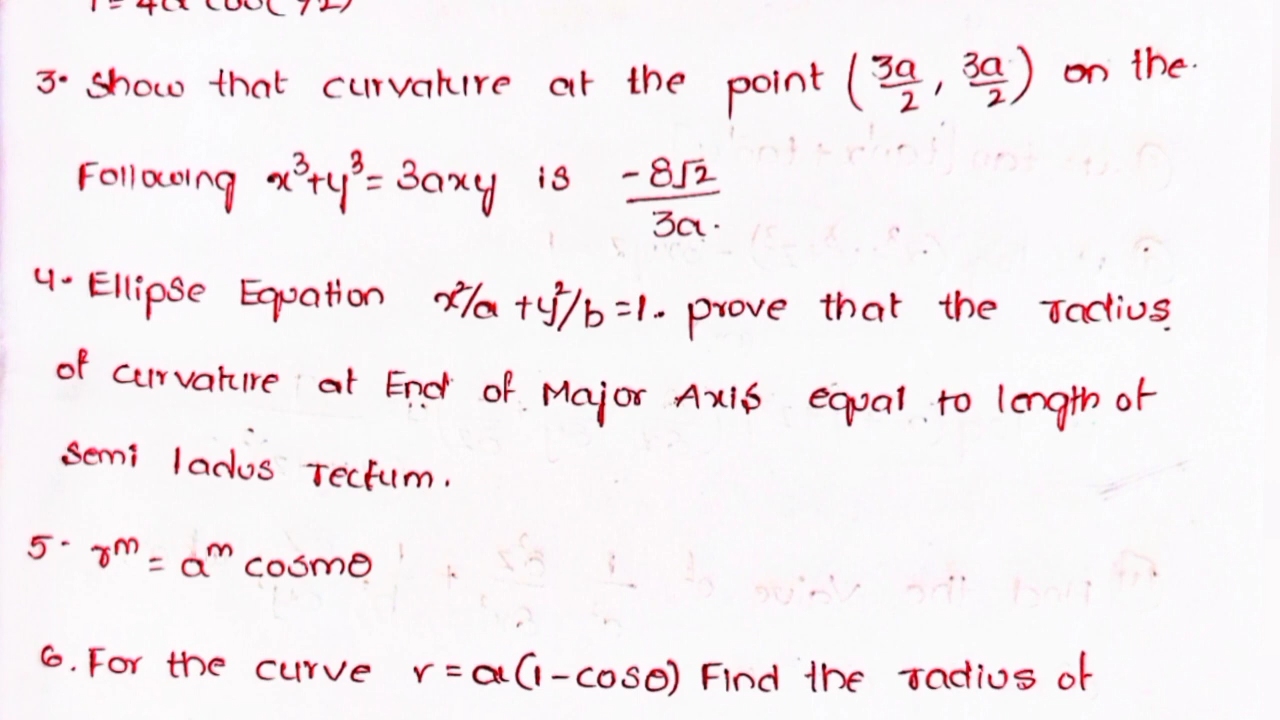 3. Show that curvature at the point (3a/2, 3a/2) on the.
Following x³+y³= 3axy is -8√2/3a.
4. Ellipse Equation x²/a +y²/b =1. prove that the radius
of curvature at End of Major Axis equal to length of
semi ladus rectum.
5. r^m = a^m cosmθ
6. For the curve r = a(1-cosθ) Find the radius of